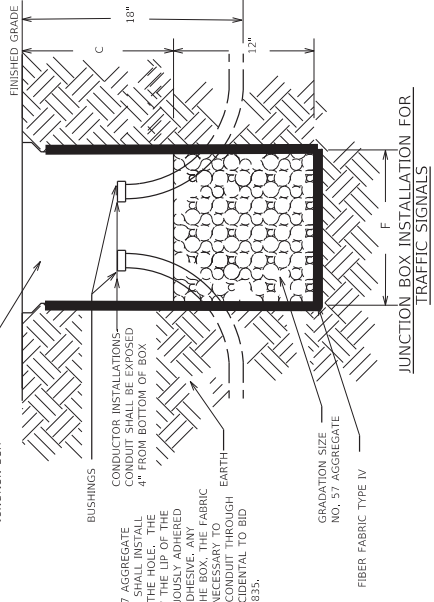 FINISHED GRADE
18"
C
12"
F
BUSHINGS
CONDUCTOR INSTALLATIONS
CONDUIT SHALL BE EXPOSED
4" FROM BOTTOM OF BOX
EARTH
GRADATION SIZE
NO. 57 AGGREGATE
FIBER FABRIC TYPE IV
7 AGGREGATE
SHALL INSTALL
THE HOLE. THE
THE LIP OF THE
UOUSLY ADHERED
DHESIVE. ANY
HE BOX, THE FABRIC
NECESSARY TO
CONDUIT THROUGH
CIDENTAL TO BID
835.
JUNCTION BOX INSTALLATION FOR
TRAFFIC SIGNALS